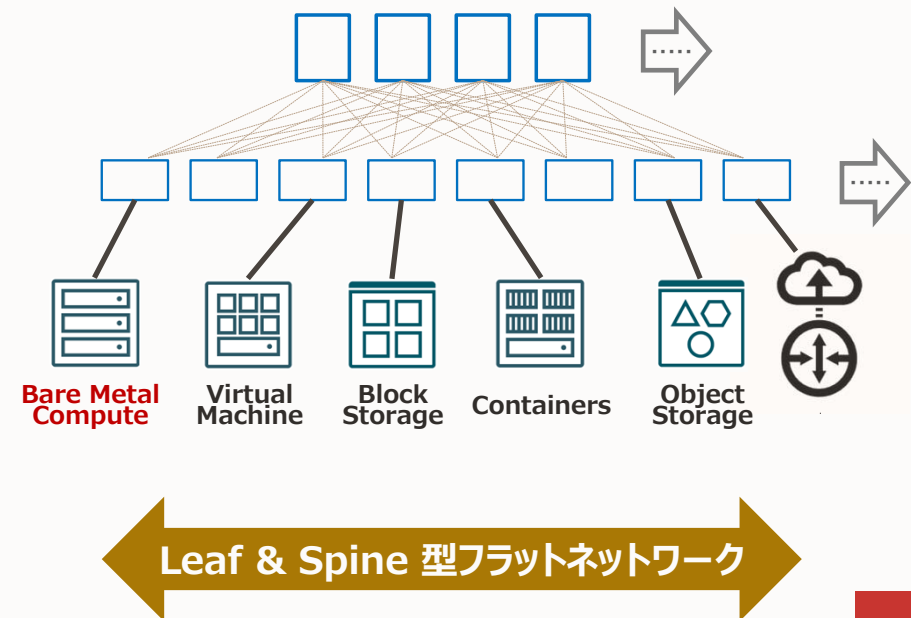 Bare Metal
Compute
Virtual
Machine
Block
Storage
Containers
Object
Storage
Leaf & Spine 型フラットネットワーク